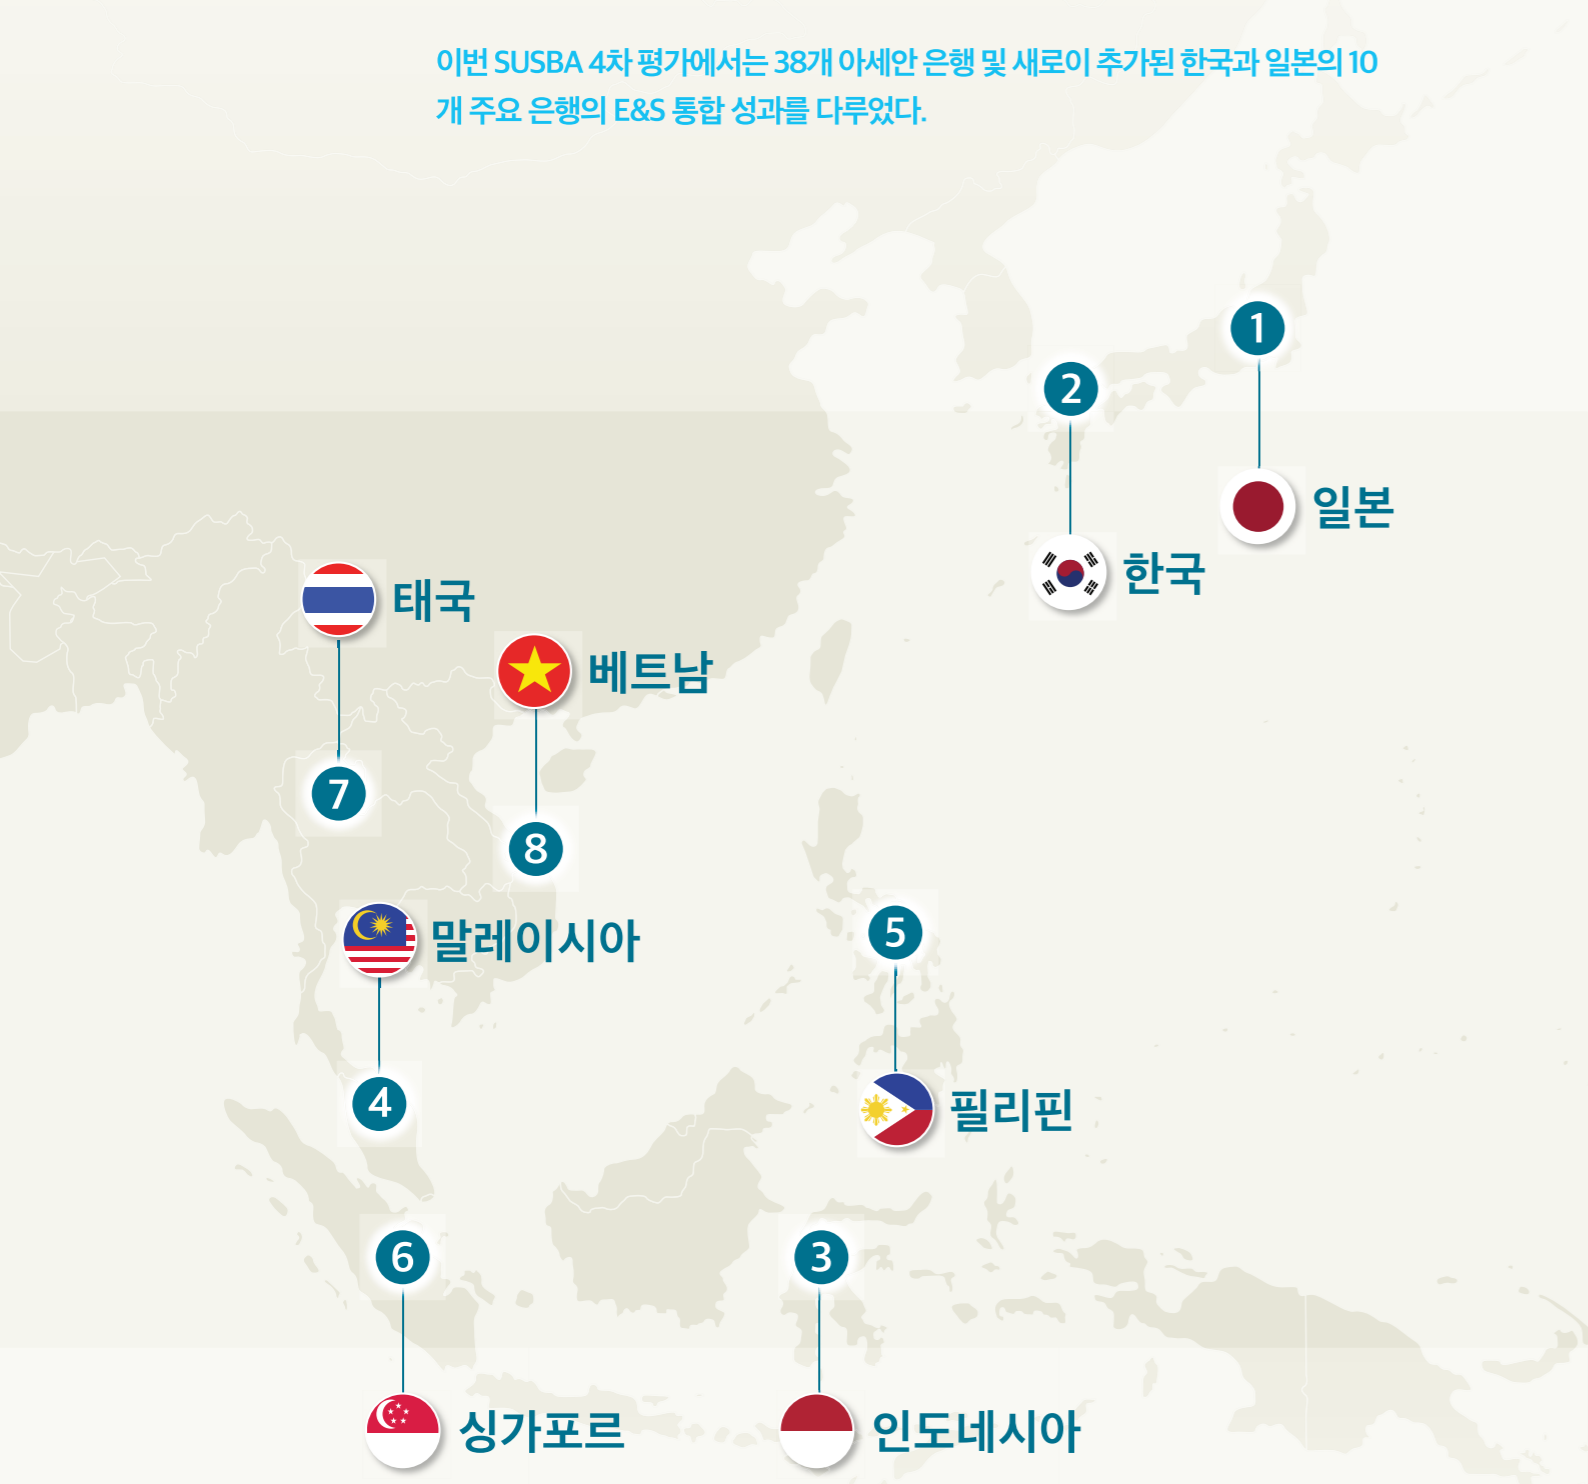 이번 SUSBA 4차 평가에서는 38개 아세안 은행 및 새로이 추가된 한국과 일본의 10
개 주요 은행의 E&S 통합 성과를 다루었다.
1
2
일본
한국
태국
베트남
7
8
말레이시아
5
4
필리핀
6
3
싱가포르
인도네시아